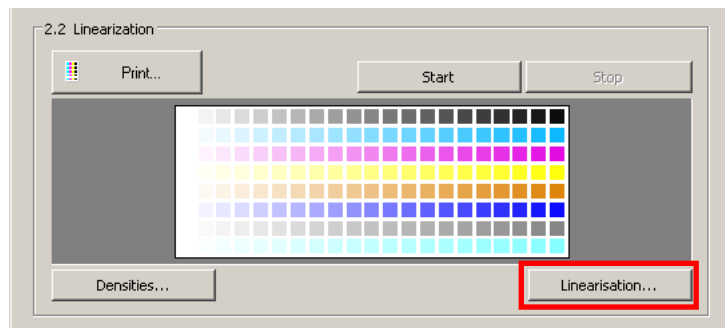 2.2 Linearization
Print... Start Stop
Densities... Linearisation...